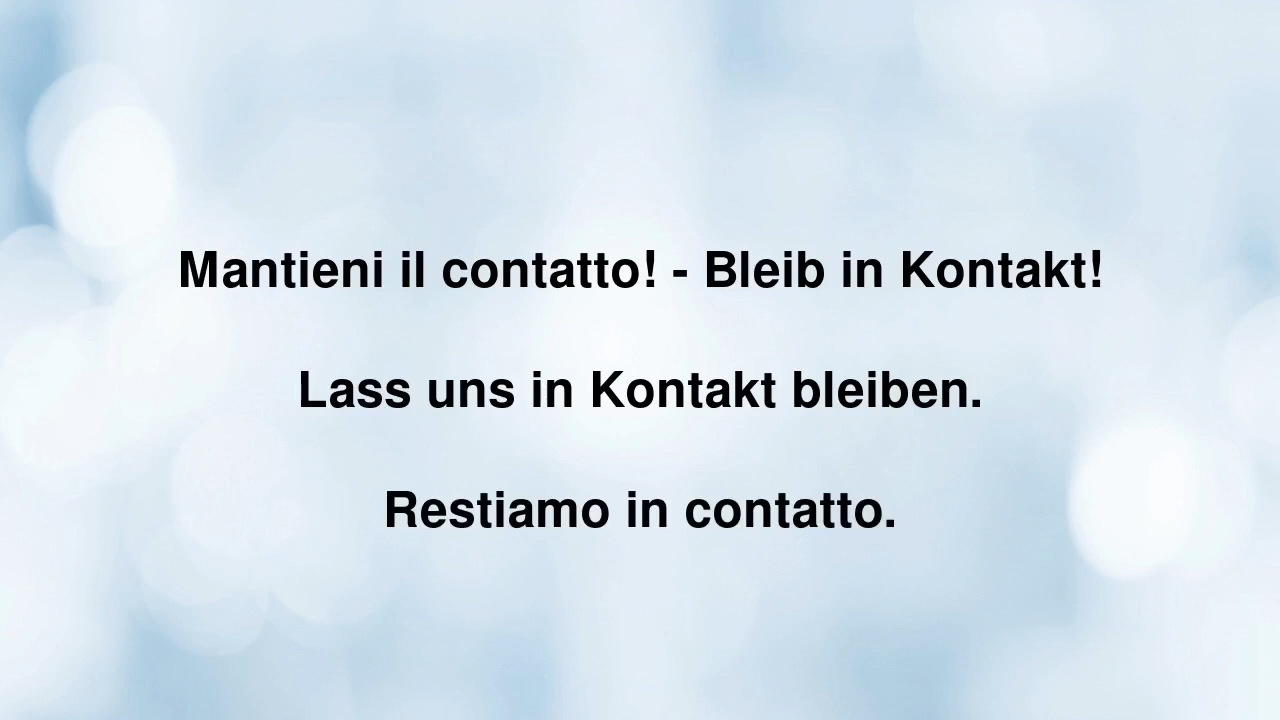 Mantieni il contatto! - Bleib in Kontakt!
Lass uns in Kontakt bleiben.
Restiamo in contatto.